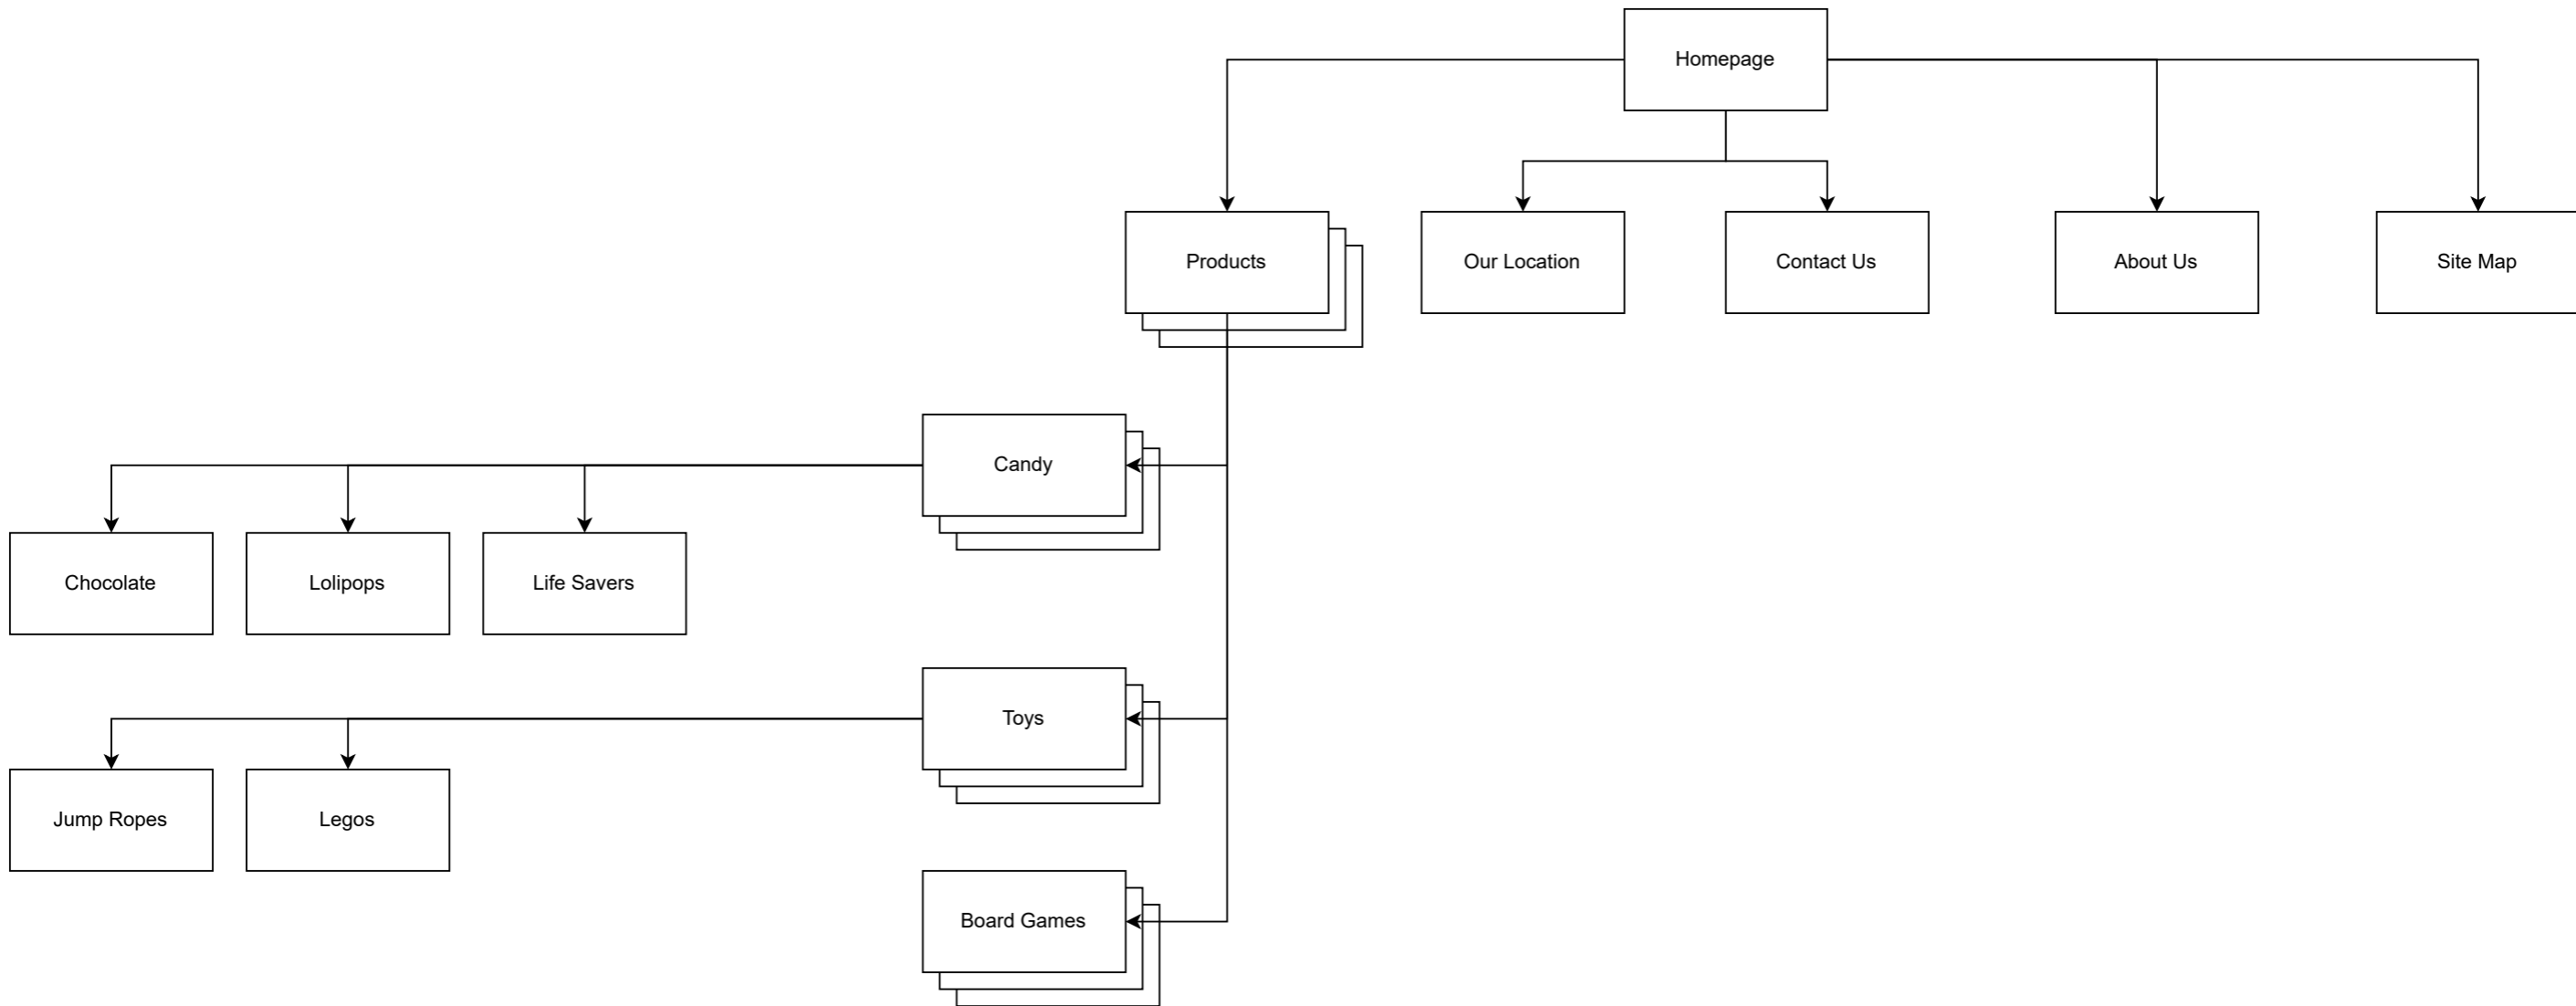 Homepage
Products
Our Location
Contact Us
About Us
Site Map
Candy
Chocolate
Lolipops
Life Savers
Toys
Jump Ropes
Legos
Board Games